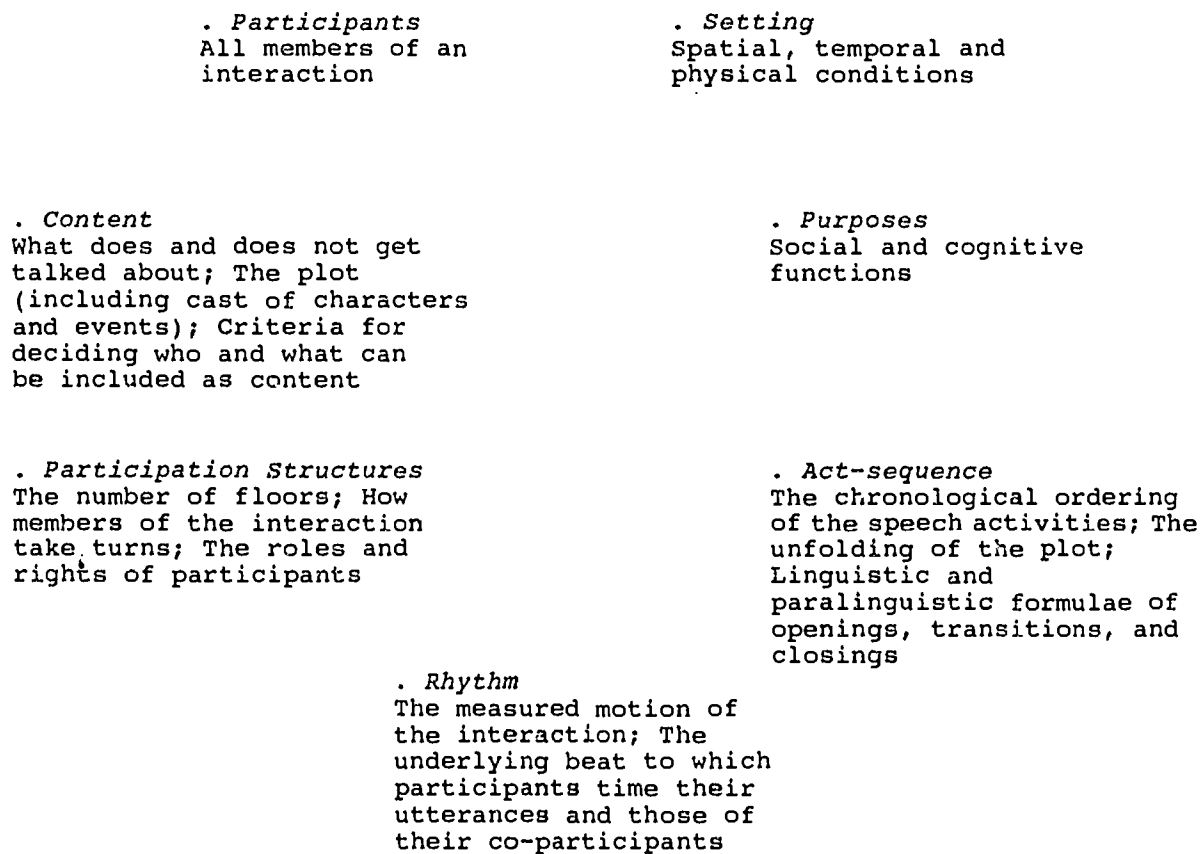 . Participants
All members of an
interaction
. Setting
Spatial, temporal and
physical conditions
. Content
What does and does not get
talked about; The plot
(including cast of characters
and events); Criteria for
deciding who and what can
be included as content
. Purposes
Social and cognitive
functions
. Participation Structures
The number of floors; How
members of the interaction
take turns; The roles and
rights of participants
. Act-sequence
The chronological ordering
of the speech activities; The
unfolding of the plot;
Linguistic and
paralinguistic formulae of
openings, transitions, and
closings
. Rhythm
The measured motion of
the interaction; The
underlying beat to which
participants time their
utterances and those of
their co-participants